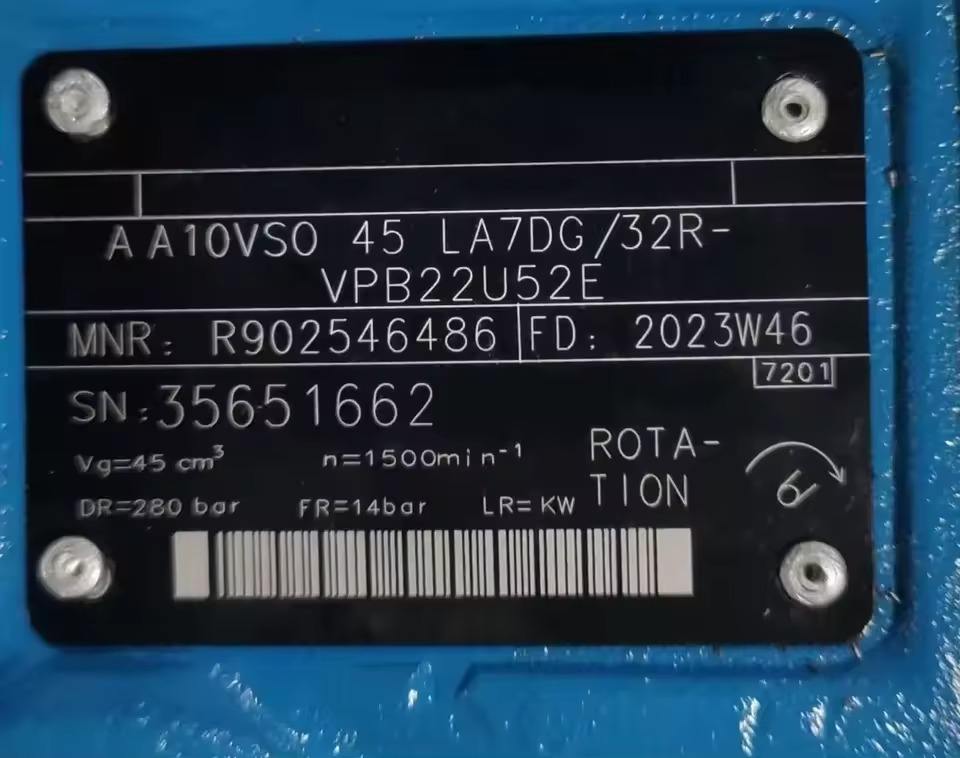 A A10VSO 45 LA7DG/32R-
VPB22U52E
MNR: R902546486 FD: 2023W46
7201
SN:35651662
Vg=45 cm³ n=1500min⁻¹
DR=280 bar FR=14bar LR= KW
ROTA-
TION